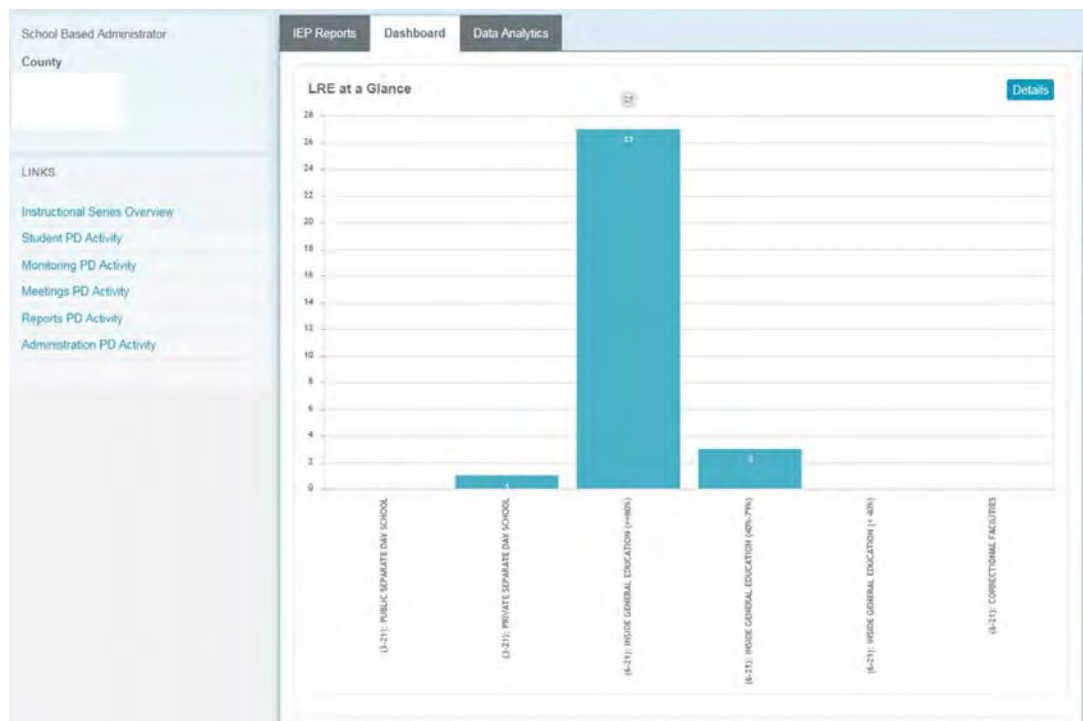 School Based Administrator
County
LINKS
Instructional Series Overview
Student PD Activity
Monitoring PD Activity
Meetings PD Activity
Reports PD Activity
Administration PD Activity
IEP Reports
Dashboard
Data Analytics
LRE at a Glance
Details
28
26
24
22
20
18
16
14
12
10
8
6
4
2
0
27
1
3
(3-21): PUBLIC SEPARATE DAY SCHOOL
(3-21): PRIVATE SEPARATE DAY SCHOOL
(6-21): INSIDE GENERAL EDUCATION (>=80%)
(6-21): INSIDE GENERAL EDUCATION (40%-79%)
(6-21): INSIDE GENERAL EDUCATION (< 40%)
(6-21): CORRECTIONAL FACILITIES